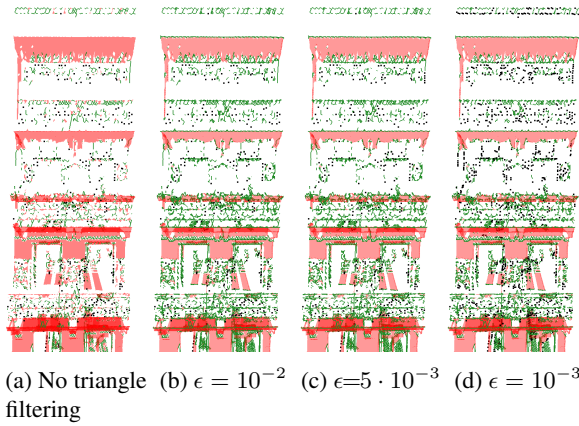 (a) No triangle filtering
(b) ϵ = 10⁻²
(c) ϵ=5 · 10⁻³
(d) ϵ = 10⁻³